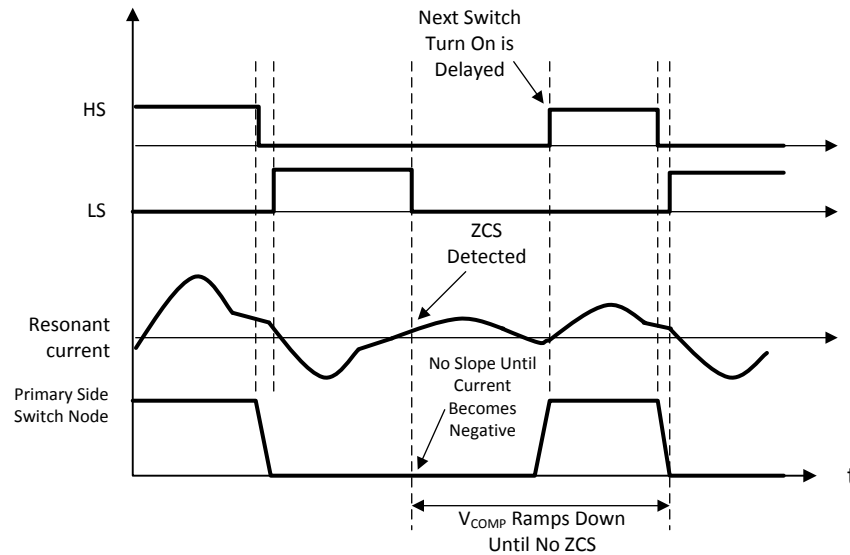 Next Switch
Turn On is
Delayed
HS
LS
ZCS
Detected
Resonant
current
No Slope Until
Current
Becomes
Negative
Primary Side
Switch Node
t
VCOMP Ramps Down
Until No ZCS